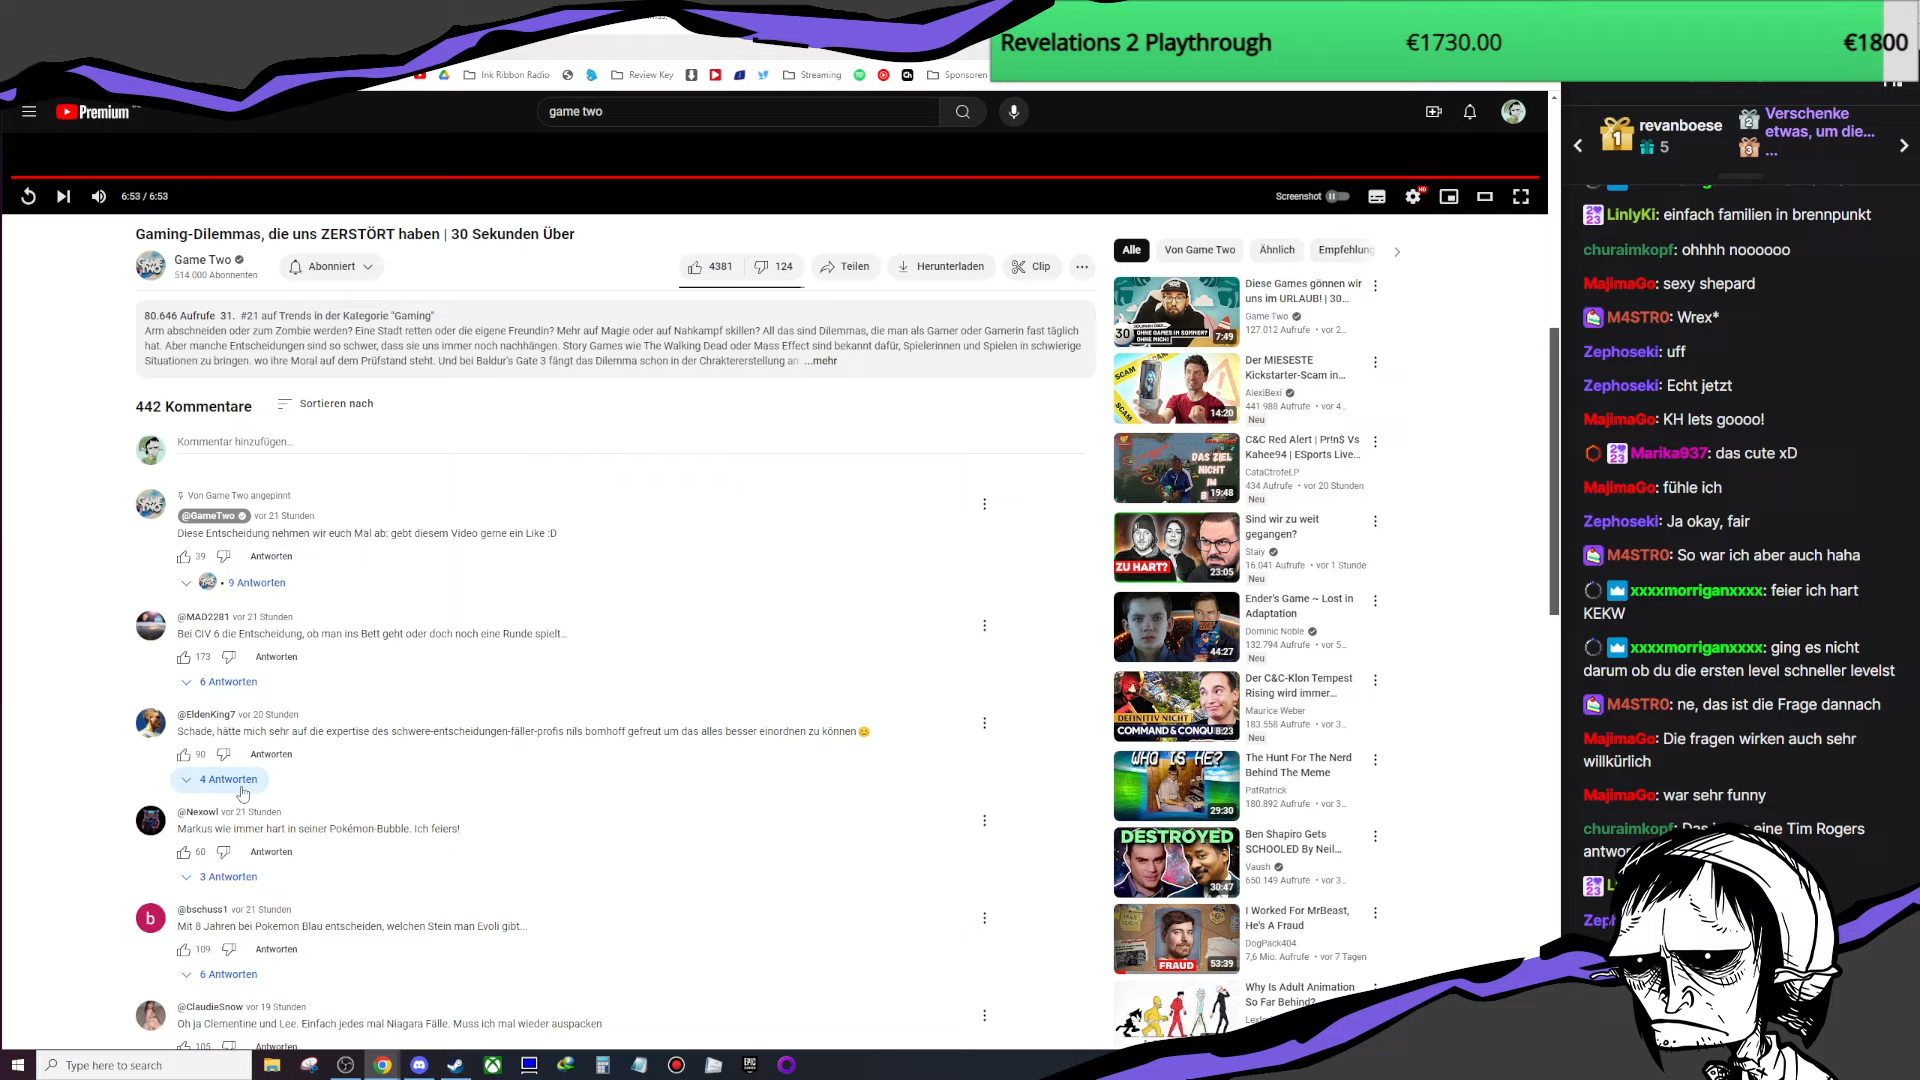 Revelations 2 Playthrough €1730.00 €1800
Ink Ribbon Radio Review Key Streaming Sponsoren
Premium
game two
6:53 / 6:53
Screenshot
HD
Gaming-Dilemmas, die uns ZERSTÖRT haben | 30 Sekunden Über
Game Two
514.000 Abonnenten
Abonniert
4381 124 Teilen Herunterladen Clip
80.646 Aufrufe 31. #21 auf Trends in der Kategorie "Gaming"
Arm abschneiden oder zum Zombie werden? Eine Stadt retten oder die eigene Freundin? Mehr auf Magie oder auf Nahkampf skillen? All das sind Dilemmas, die man als Gamer oder Gamerin fast täglich
hat. Aber manche Entscheidungen sind so schwer, dass sie uns immer noch nachhängen. Story Games wie The Walking Dead oder Mass Effect sind bekannt dafür, Spielerinnen und Spielen in schwierige
Situationen zu bringen. wo ihre Moral auf dem Prüfstand steht. Und bei Baldur's Gate 3 fängt das Dilemma schon in der Chraktererstellung an ...mehr
442 Kommentare Sortieren nach
Kommentar hinzufügen...
Von Game Two angepinnt
@GameTwo vor 21 Stunden
Diese Entscheidung nehmen wir euch Mal ab: gebt diesem Video gerne ein Like :D
39 Antworten
9 Antworten
@MAD2281 vor 21 Stunden
Bei CIV 6 die Entscheidung, ob man ins Bett geht oder doch noch eine Runde spielt...
173 Antworten
6 Antworten
@EldenKing7 vor 20 Stunden
Schade, hätte mich sehr auf die expertise des schwere-entscheidungen-fäller-profis nils bomhoff gefreut um das alles besser einordnen zu können😊
90 Antworten
4 Antworten
@Nexowl vor 21 Stunden
Markus wie immer hart in seiner Pokémon-Bubble. Ich feiers!
60 Antworten
3 Antworten
b
@bschuss1 vor 21 Stunden
Mit 8 Jahren bei Pokemon Blau entscheiden, welchen Stein man Evoli gibt...
109 Antworten
6 Antworten
@ClaudieSnow vor 19 Stunden
Oh ja Clementine und Lee. Einfach jedes mal Niagara Fälle. Muss ich mal wieder auspacken
105 Antworten
Alle Von Game Two Ähnlich Empfehlung
30
OHNE GAMES IM SOMMER?
OHNE MICH!
7:49
Diese Games gönnen wir
uns im URLAUB! | 30...
Game Two
127.012 Aufrufe • vor 2...
SCAM
SCAM
14:20
Der MIESESTE
Kickstarter-Scam in...
AlexiBexi
441.988 Aufrufe • vor 4...
Neu
DAS ZIEL
NICHT
IM
19:48
C&C Red Alert | Pr!n$ Vs
Kahee94 | ESports Live...
CataCtrofeLP
434 Aufrufe • vor 20 Stunden
Neu
ZU HART?
23:05
Sind wir zu weit
gegangen?
Staiy
16.041 Aufrufe • vor 1 Stunde
Neu
44:27
Ender's Game ~ Lost in
Adaptation
Dominic Noble
132.794 Aufrufe • vor 5...
Neu
DEFINITIV NICHT
COMMAND & CONQU
8:23
Der C&C-Klon Tempest
Rising wird immer...
Maurice Weber
183.558 Aufrufe • vor 3...
Neu
WHO IS HE?
29:30
The Hunt For The Nerd
Behind The Meme
PatRatrick
180.892 Aufrufe • vor 3...
DESTROYED
30:47
Ben Shapiro Gets
SCHOOLED By Neil...
Vaush
650.149 Aufrufe • vor 3...
FRAUD
53:39
I Worked For MrBeast,
He's A Fraud
DogPack404
7,6 Mio. Aufrufe • vor 7 Tagen
Why Is Adult Animation
So Far Behind?
1 revanboese
5
2 Verschenke
etwas, um die...
3 ...
LinlyKi: einfach familien in brennpunkt
churaimkopf: ohhhh noooooo
MajimaGo: sexy shepard
M4STR0: Wrex*
Zephoseki: uff
Zephoseki: Echt jetzt
MajimaGo: KH lets goooo!
Marika937: das cute xD
MajimaGo: fühle ich
Zephoseki: Ja okay, fair
M4STR0: So war ich aber auch haha
xxxxmorriganxxxx: feier ich hart
KEKW
xxxxmorriganxxxx: ging es nicht
darum ob du die ersten level schneller levelst
M4STR0: ne, das ist die Frage dannach
MajimaGo: Die fragen wirken auch sehr
willkürlich
MajimaGo: war sehr funny
churaimkopf: eine Tim Rogers
Type here to search
EPIC
GAMES